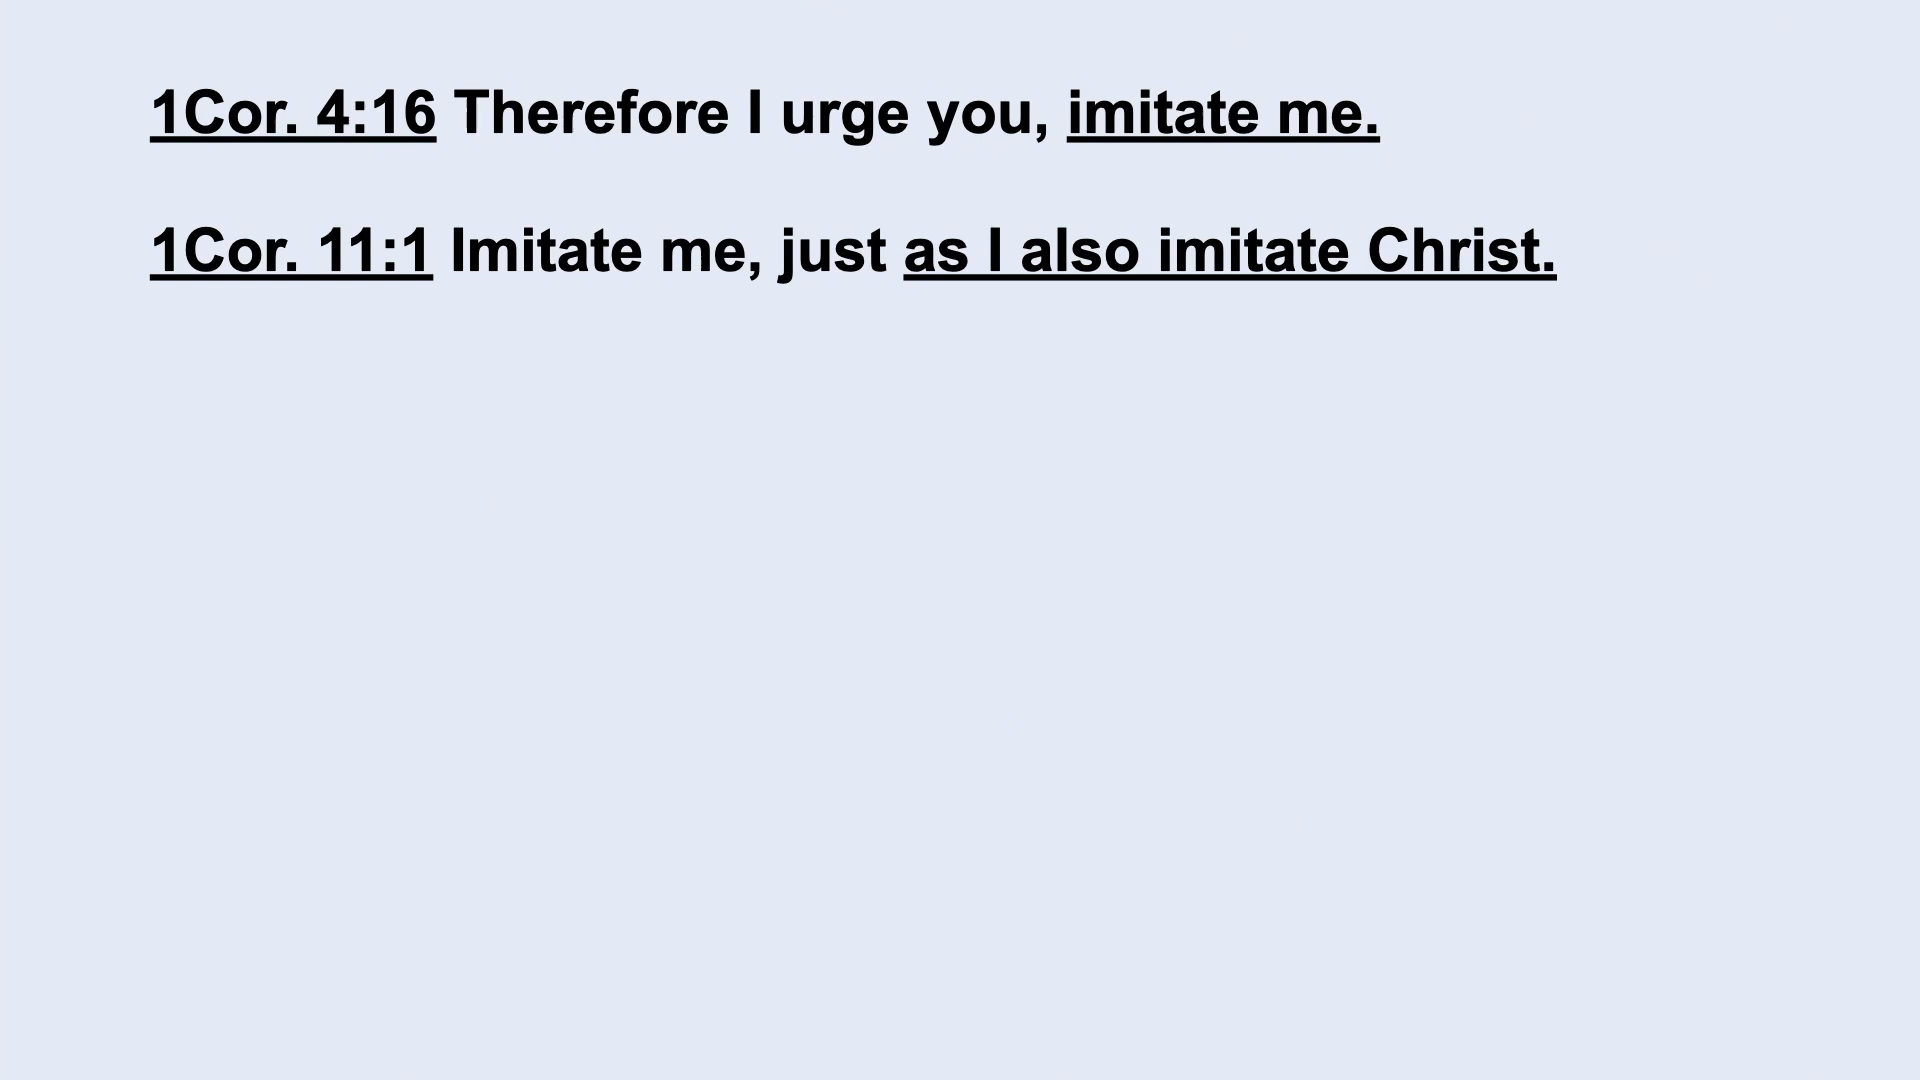 1Cor. 4:16 Therefore I urge you, imitate me.
1Cor. 11:1 Imitate me, just as I also imitate Christ.